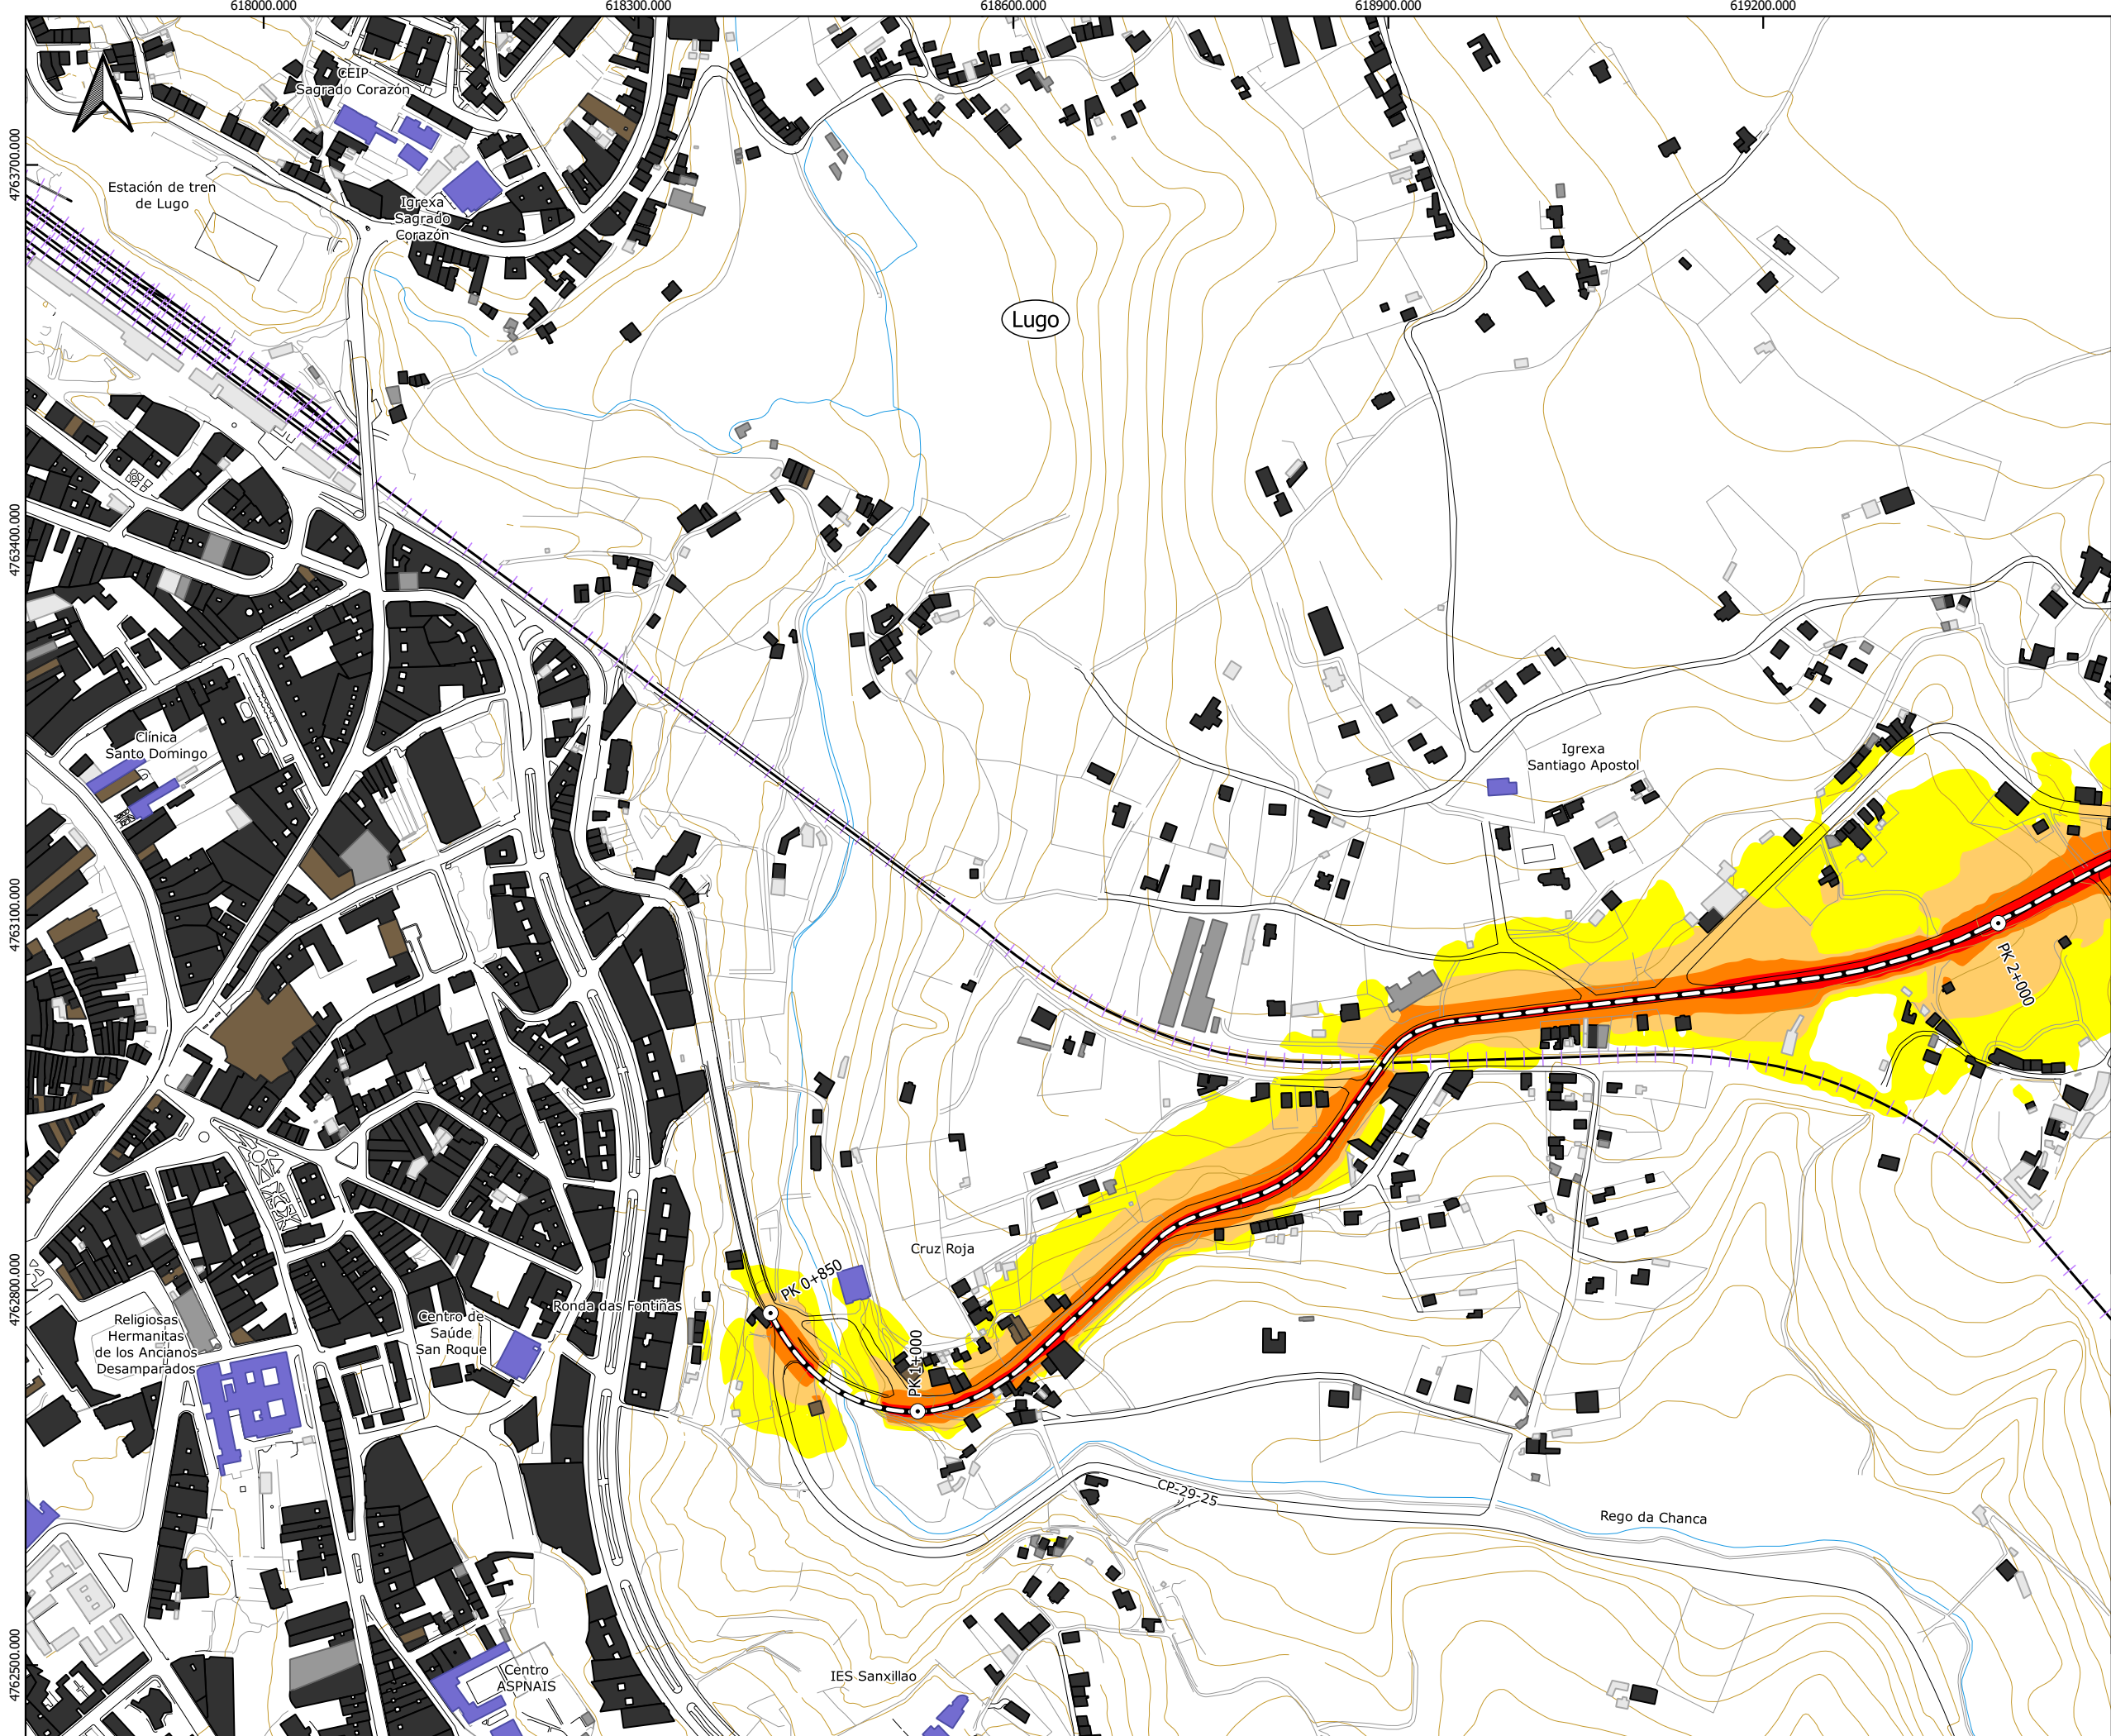 618000.000
618300.000
618600.000
618900.000
619200.000
4763700.000
4763400.000
4763100.000
4762800.000
4762500.000
CEIP
Sagrado Corazón
Estación de tren
de Lugo
Igrexa
Sagrado
Corazón
Lugo
Clínica
Santo Domingo
Igrexa
Santiago Apostol
PK 2+000
Cruz Roja
PK 0+850
Ronda das Fontiñas
Religiosas
Hermanitas
de los Ancianos
Desamparados
Centro de
Saúde
San Roque
PK 1+000
CP-29-25
Rego da Chanca
Centro
ASPNAIS
IES Sanxillao